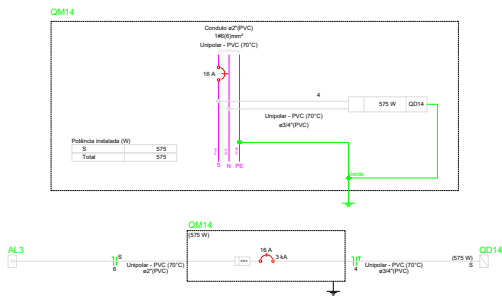 QM14
Conduto ø2"(PVC)
1#6(6)mm²
Unipolar - PVC (70°C)
16 A
4
575 W
QD14
Unipolar - PVC (70°C)
ø3/4"(PVC)
Potência instalada (W)
S 575
Total 575
S N PE
Verde
QM14
(575 W)
AL3
16 A
3 kA
QD14
S
6
Unipolar - PVC (70°C)
ø2"(PVC)
4
Unipolar - PVC (70°C)
ø3/4"(PVC)
(575 W)
S